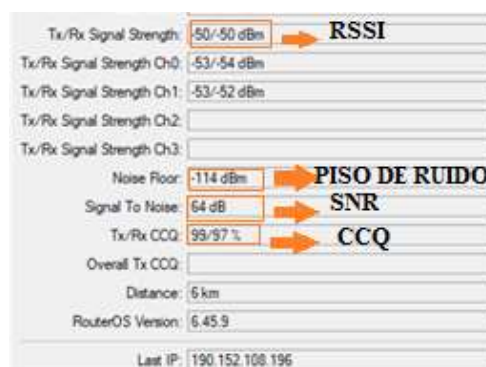 Tx/Rx Signal Strength: -50/-50 dBm RSSI
Tx/Rx Signal Strength Ch0: -53/-54 dBm
Tx/Rx Signal Strength Ch1: -53/-52 dBm
Tx/Rx Signal Strength Ch2:
Tx/Rx Signal Strength Ch3:
Noise Floor: -114 dBm PISO DE RUIDO
Signal To Noise: 64 dB SNR
Tx/Rx CCQ: 99/97 % CCQ
Overall Tx CCQ:
Distance: 6 km
RouterOS Version: 6.45.9
Last IP: 190.152.108.196